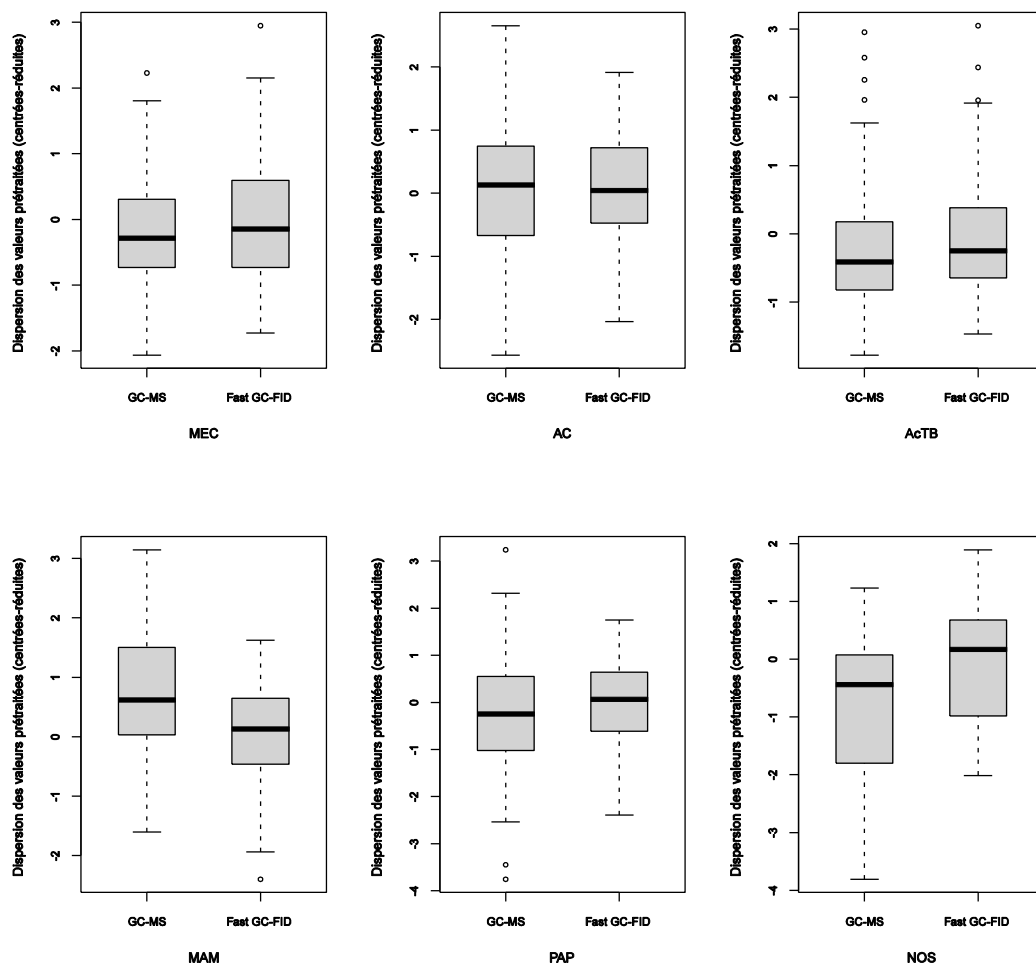 Dispersion des valeurs prétraitées (centrées-réduites)
3
2
1
0
-1
-2
GC-MS Fast GC-FID
MEC
Dispersion des valeurs prétraitées (centrées-réduites)
2
1
0
-1
-2
GC-MS Fast GC-FID
AC
Dispersion des valeurs prétraitées (centrées-réduites)
3
2
1
0
-1
GC-MS Fast GC-FID
AcTB
Dispersion des valeurs prétraitées (centrées-réduites)
3
2
1
0
-1
-2
GC-MS Fast GC-FID
MAM
Dispersion des valeurs prétraitées (centrées-réduites)
3
2
1
0
-1
-2
-3
-4
GC-MS Fast GC-FID
PAP
Dispersion des valeurs prétraitées (centrées-réduites)
2
1
0
-1
-2
-3
-4
GC-MS Fast GC-FID
NOS